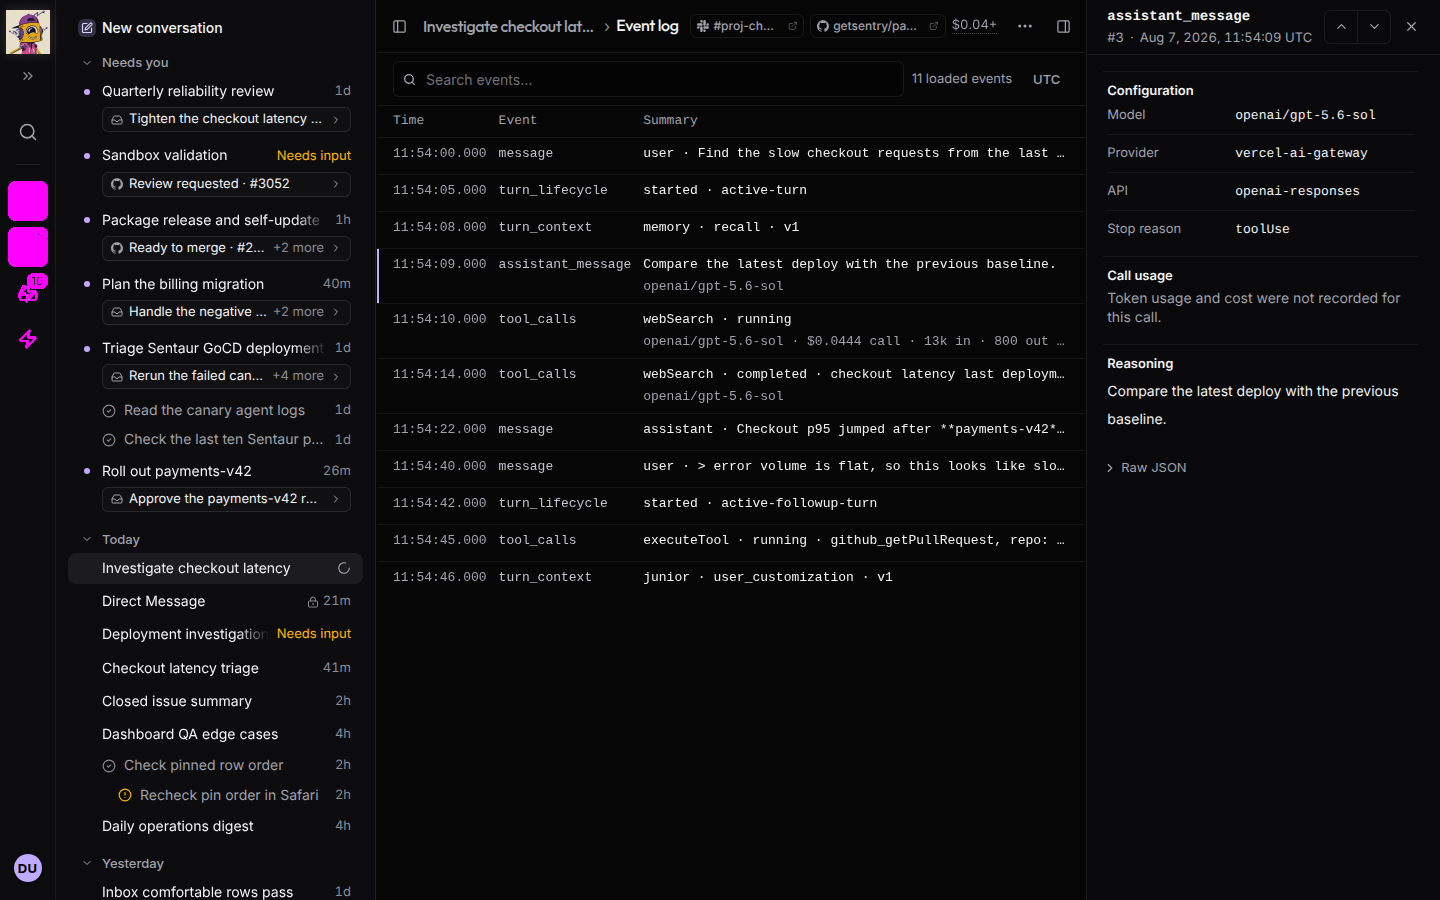 New conversation
Needs you
Quarterly reliability review 1d
Tighten the checkout latency ...
Sandbox validation Needs input
Review requested · #3052
Package release and self-update 1h
Ready to merge · #2... +2 more
Plan the billing migration 40m
Handle the negative ... +2 more
Triage Sentaur GoCD deployment 1d
Rerun the failed can... +4 more
Read the canary agent logs 1d
Check the last ten Sentaur p... 1d
Roll out payments-v42 26m
Approve the payments-v42 r...
Today
Investigate checkout latency
Direct Message 21m
Deployment investigation Needs input
Checkout latency triage 41m
Closed issue summary 2h
Dashboard QA edge cases 4h
Check pinned row order 2h
Recheck pin order in Safari 2h
Daily operations digest 4h
Yesterday
Inbox comfortable rows pass 1d
DU
Investigate checkout lat... › Event log #proj-ch... getsentry/pa... $0.04+
Search events... 11 loaded events UTC
Time Event Summary
11:54:00.000 message user · Find the slow checkout requests from the last …
11:54:05.000 turn_lifecycle started · active-turn
11:54:08.000 turn_context memory · recall · v1
11:54:09.000 assistant_message Compare the latest deploy with the previous baseline.
openai/gpt-5.6-sol
11:54:10.000 tool_calls webSearch · running
openai/gpt-5.6-sol · $0.0444 call · 13k in · 800 out …
11:54:14.000 tool_calls webSearch · completed · checkout latency last deploym…
openai/gpt-5.6-sol
11:54:22.000 message assistant · Checkout p95 jumped after **payments-v42*…
11:54:40.000 message user · > error volume is flat, so this looks like slo…
11:54:42.000 turn_lifecycle started · active-followup-turn
11:54:45.000 tool_calls executeTool · running · github_getPullRequest, repo: …
11:54:46.000 turn_context junior · user_customization · v1
assistant_message
#3 · Aug 7, 2026, 11:54:09 UTC
Configuration
Model openai/gpt-5.6-sol
Provider vercel-ai-gateway
API openai-responses
Stop reason toolUse
Call usage
Token usage and cost were not recorded for
this call.
Reasoning
Compare the latest deploy with the previous
baseline.
Raw JSON